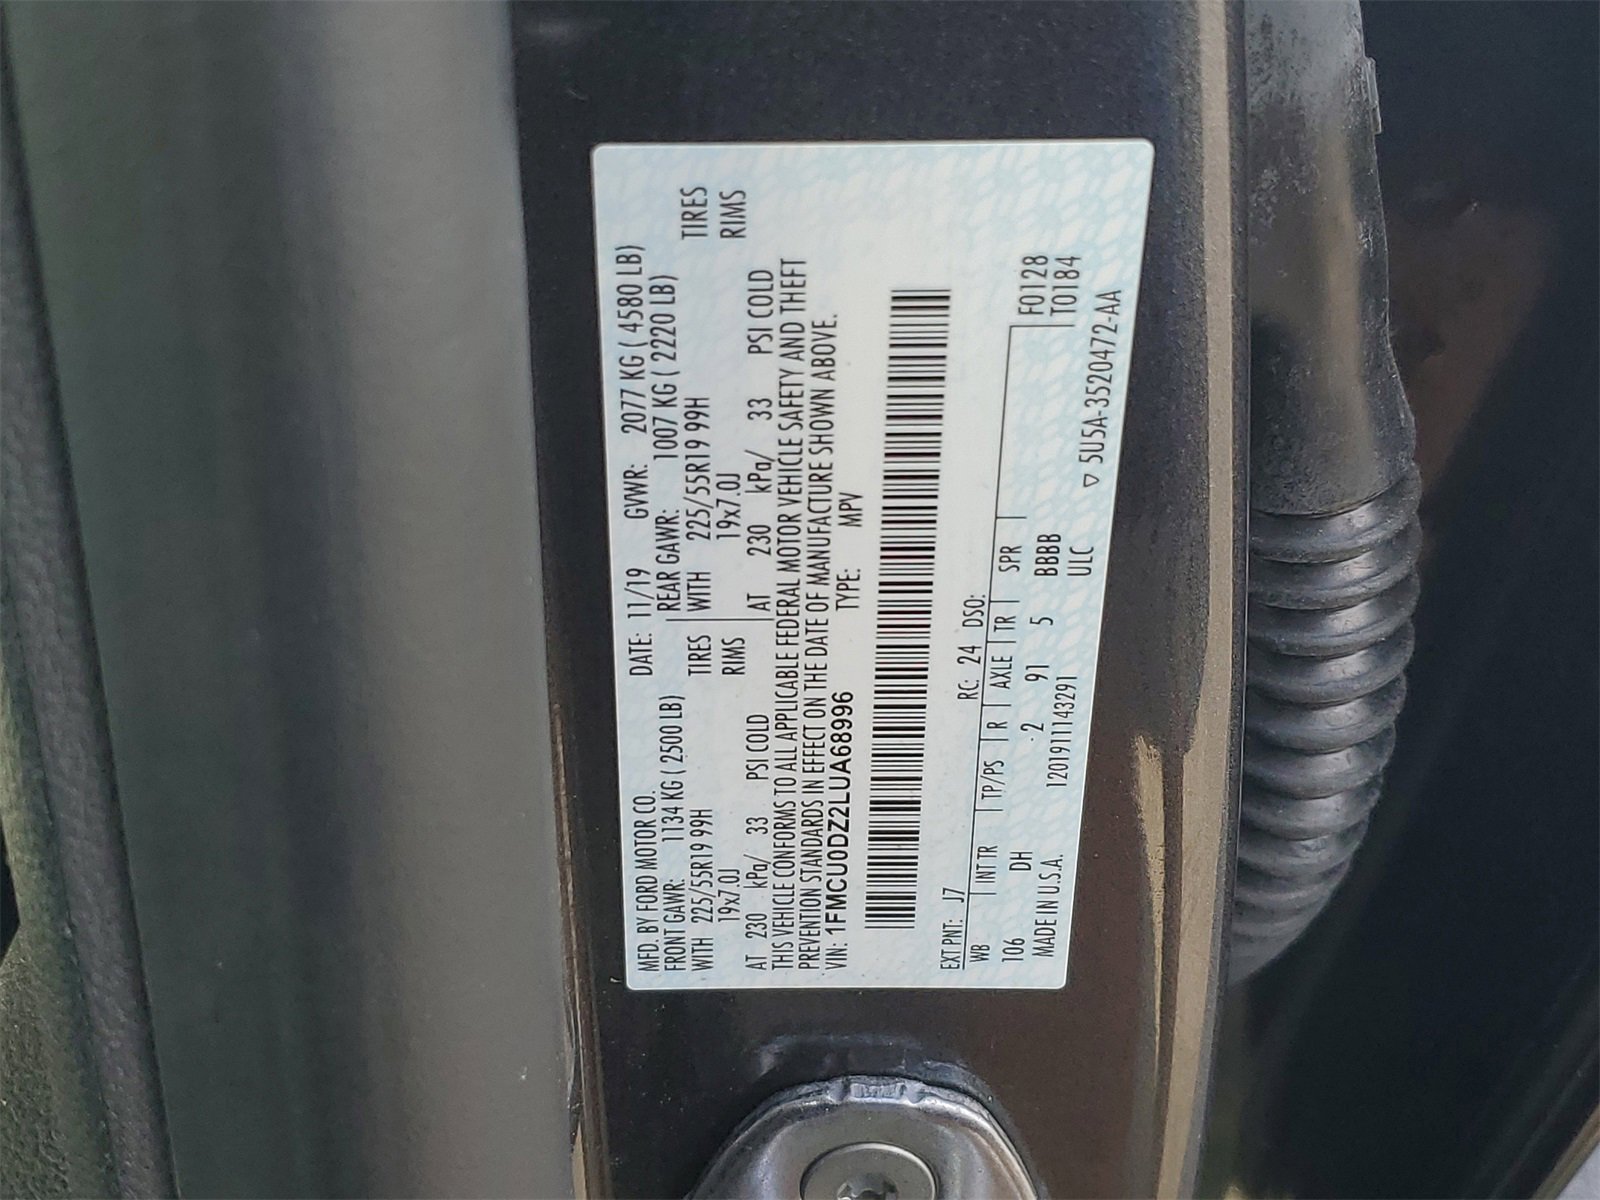 MFD. BY FORD MOTOR CO. DATE: 11/19 GVWR: 2077 KG ( 4580 LB)
FRONT GAWR: 1134 KG ( 2500 LB) REAR GAWR: 1007 KG ( 2220 LB)
WITH 225/55R19 99H TIRES WITH 225/55R19 99H TIRES
19x7.0J RIMS 19x7.0J RIMS
AT 230 kPa/ 33 PSI COLD AT 230 kPa/ 33 PSI COLD
THIS VEHICLE CONFORMS TO ALL APPLICABLE FEDERAL MOTOR VEHICLE SAFETY AND THEFT
PREVENTION STANDARDS IN EFFECT ON THE DATE OF MANUFACTURE SHOWN ABOVE.
VIN: 1FMCU0DZ2LUA68996 TYPE: MPV
EXT PNT: J7 RC: 24 DSO:
WB INT TR TP/PS R AXLE TR SPR F0128
106 DH 2 91 5 BBBB T0184
MADE IN U.S.A. 120191114329​1 ULC
▽ 5U5A-3520472-AA